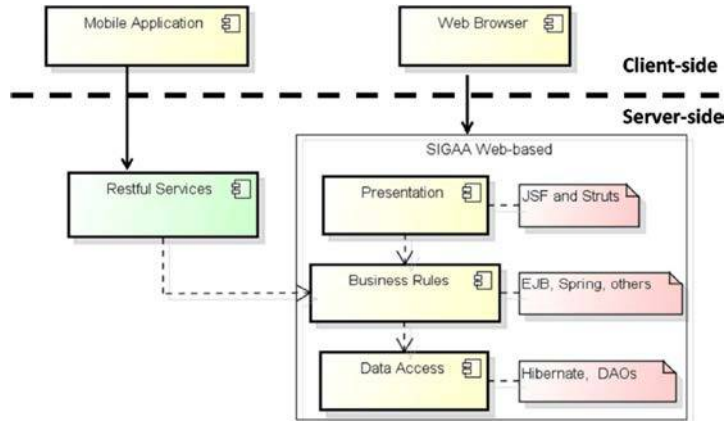 Mobile Application
Web Browser
Client-side
Server-side
SIGAA Web-based
Restful Services
Presentation
JSF and Struts
Business Rules
EJB, Spring, others
Data Access
Hibernate, DAOs